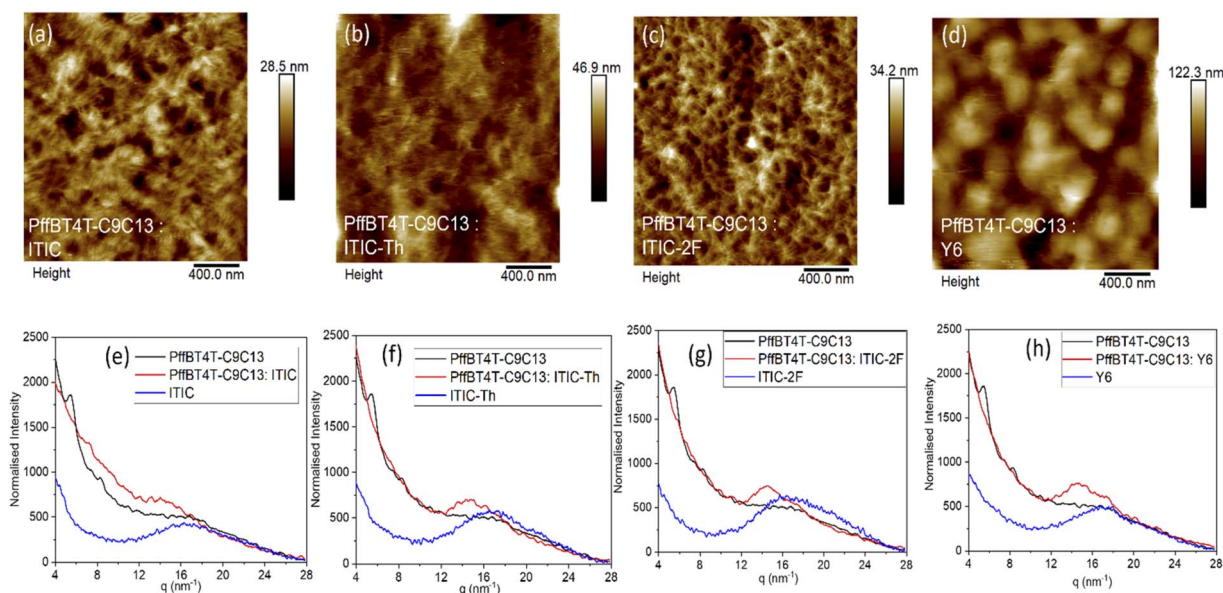 (a)
28.5 nm
PffBT4T-C9C13 :
ITIC
Height
400.0 nm
(b)
46.9 nm
PffBT4T-C9C13 :
ITIC-Th
Height
400.0 nm
(c)
34.2 nm
PffBT4T-C9C13 :
ITIC-2F
Height
400.0 nm
(d)
122.3 nm
PffBT4T-C9C13 :
Y6
Height
400.0 nm
(e)
PffBT4T-C9C13
PffBT4T-C9C13: ITIC
ITIC
Normalised Intensity
2500
2000
1500
1000
500
0
4 8 12 16 20 24 28
q (nm⁻¹)
(f)
PffBT4T-C9C13
PffBT4T-C9C13: ITIC-Th
ITIC-Th
Normalised Intensity
2500
2000
1500
1000
500
0
4 8 12 16 20 24 28
q (nm⁻¹)
(g)
PffBT4T-C9C13
PffBT4T-C9C13: ITIC-2F
ITIC-2F
Normalised Intensity
2500
2000
1500
1000
500
0
4 8 12 16 20 24 28
q (nm⁻¹)
(h)
PffBT4T-C9C13
PffBT4T-C9C13: Y6
Y6
Normalised Intensity
2500
2000
1500
1000
500
0
4 8 12 16 20 24 28
q (nm⁻¹)